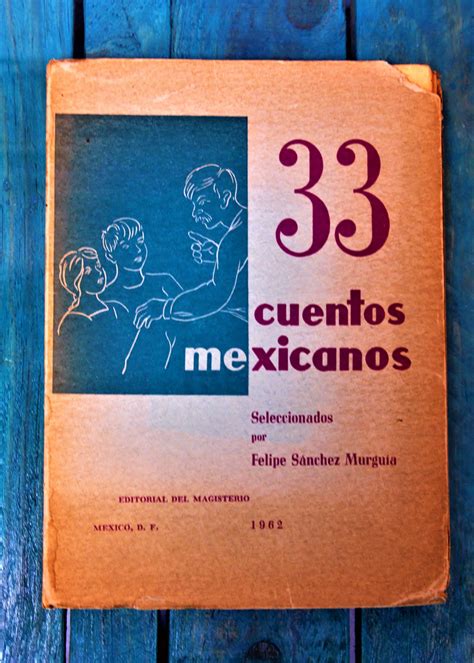 33
cuentos
mexicanos
Seleccionados
por
Felipe Sánchez Murguía
EDITORIAL DEL MAGISTERIO
MEXICO, D. F. 1962